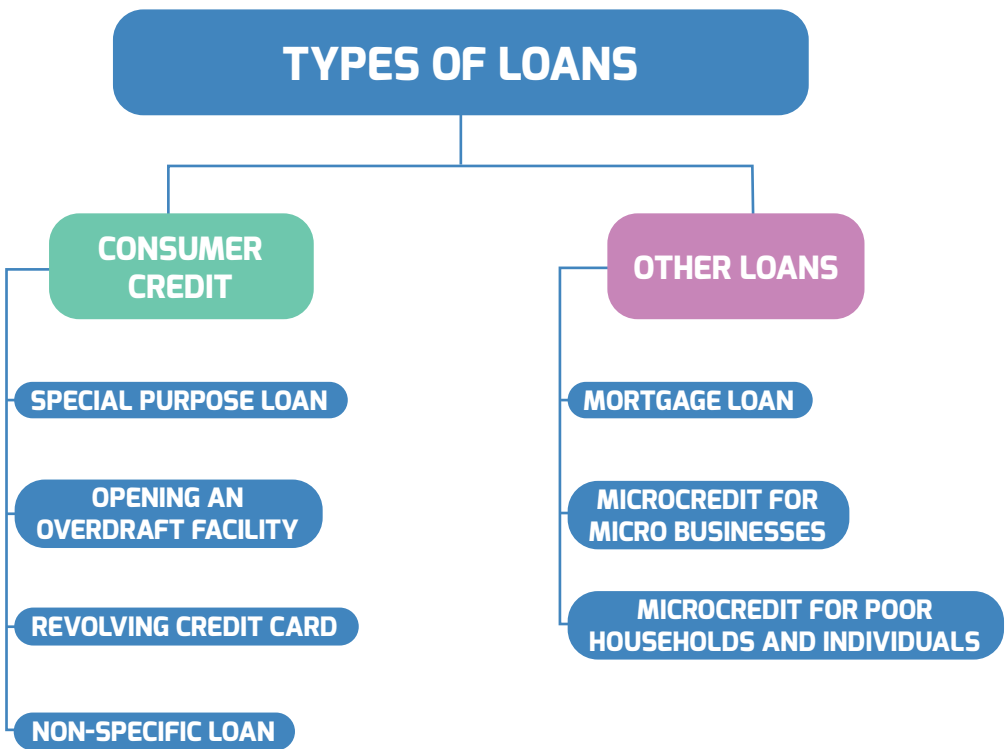 TYPES OF LOANS
CONSUMER
CREDIT
SPECIAL PURPOSE LOAN
OPENING AN
OVERDRAFT FACILITY
REVOLVING CREDIT CARD
NON-SPECIFIC LOAN
OTHER LOANS
MORTGAGE LOAN
MICROCREDIT FOR
MICRO BUSINESSES
MICROCREDIT FOR POOR
HOUSEHOLDS AND INDIVIDUALS